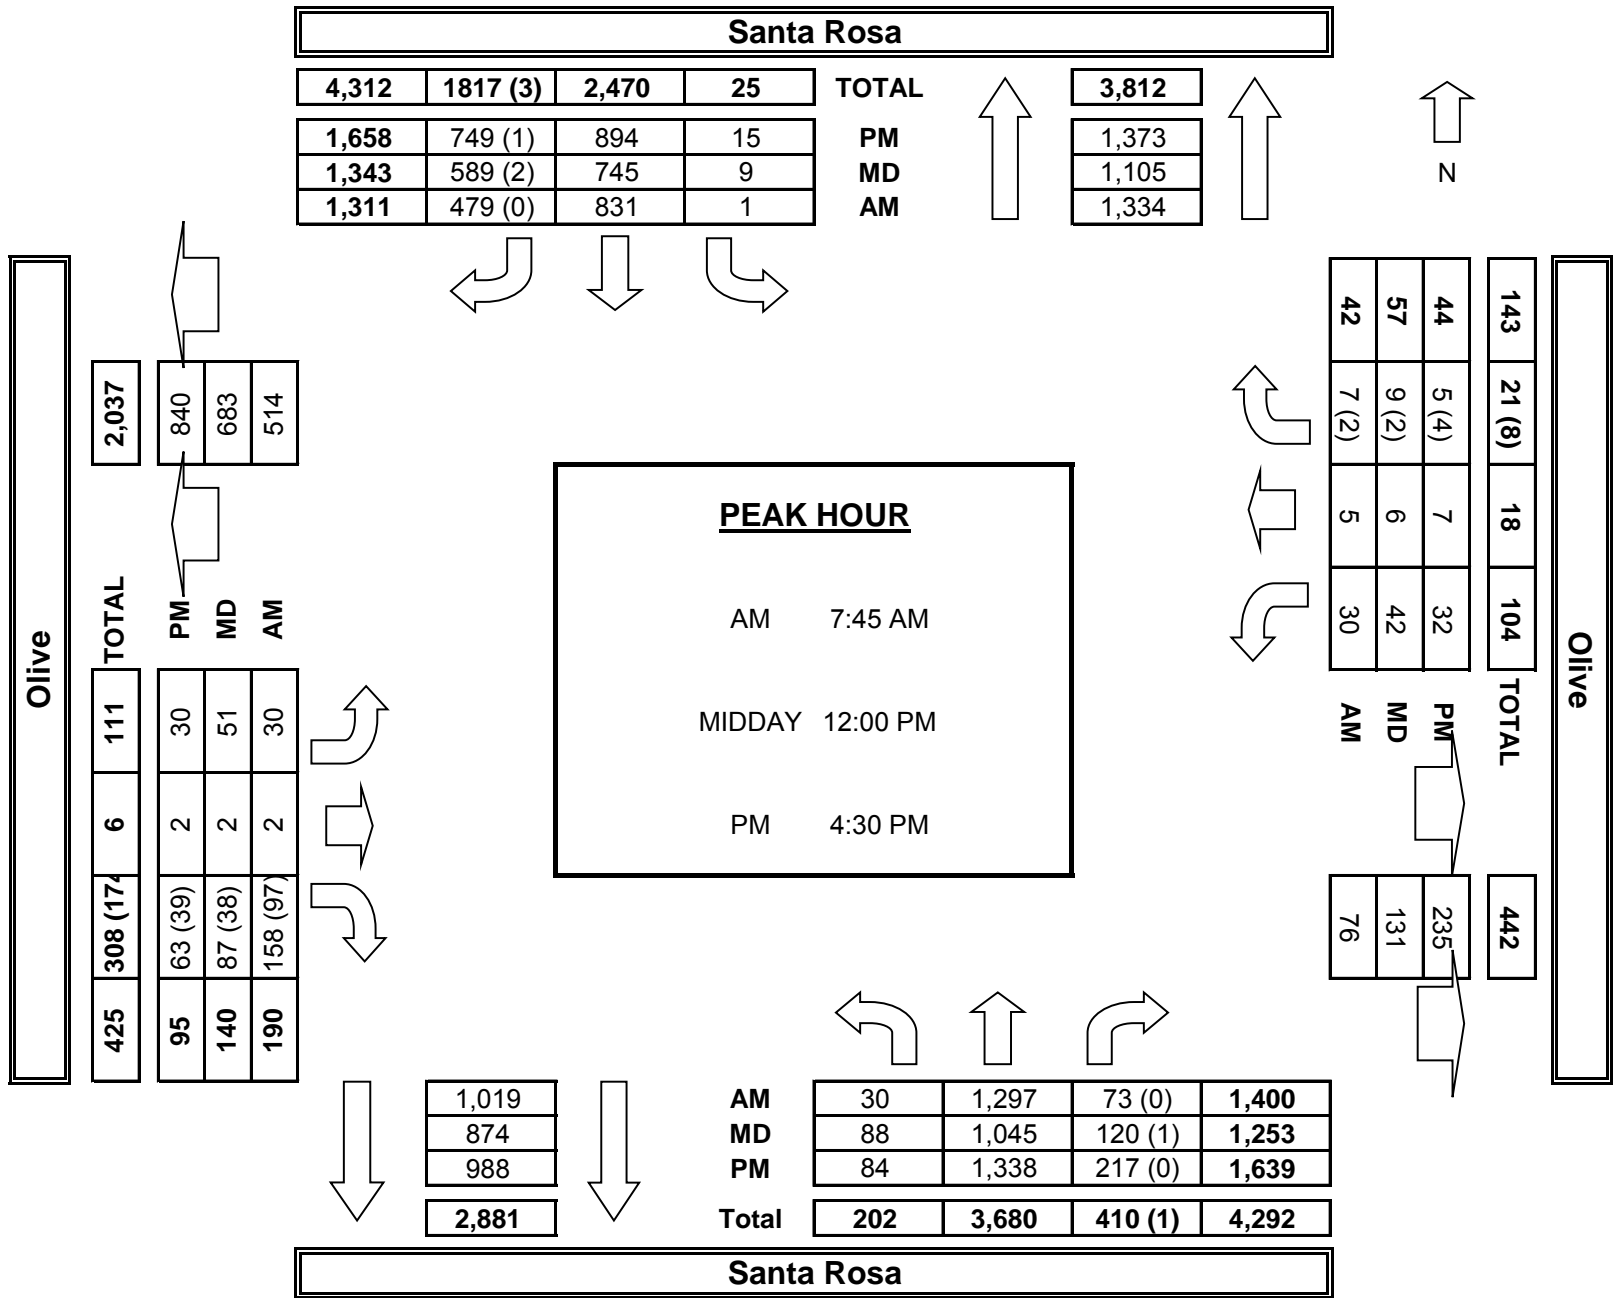 Santa Rosa
4,312 1817 (3) 2,470 25 TOTAL 3,812
1,658 749 (1) 894 15 PM 1,373
1,343 589 (2) 745 9 MD 1,105
1,311 479 (0) 831 1 AM 1,334
N
Olive
2,037
840
683
514
TOTAL PM MD AM
111 30 51 30
6 2 2 2
308 (174 63 (39) 87 (38) 158 (97)
425 95 140 190
PEAK HOUR
AM 7:45 AM
MIDDAY 12:00 PM
PM 4:30 PM
42 57 44 143
7 (2) 9 (2) 5 (4) 21 (8)
5 6 7 18
30 42 32 104
AM MD PM TOTAL
76 131 235 442
Olive
1,019 AM 30 1,297 73 (0) 1,400
874 MD 88 1,045 120 (1) 1,253
988 PM 84 1,338 217 (0) 1,639
2,881 Total 202 3,680 410 (1) 4,292
Santa Rosa